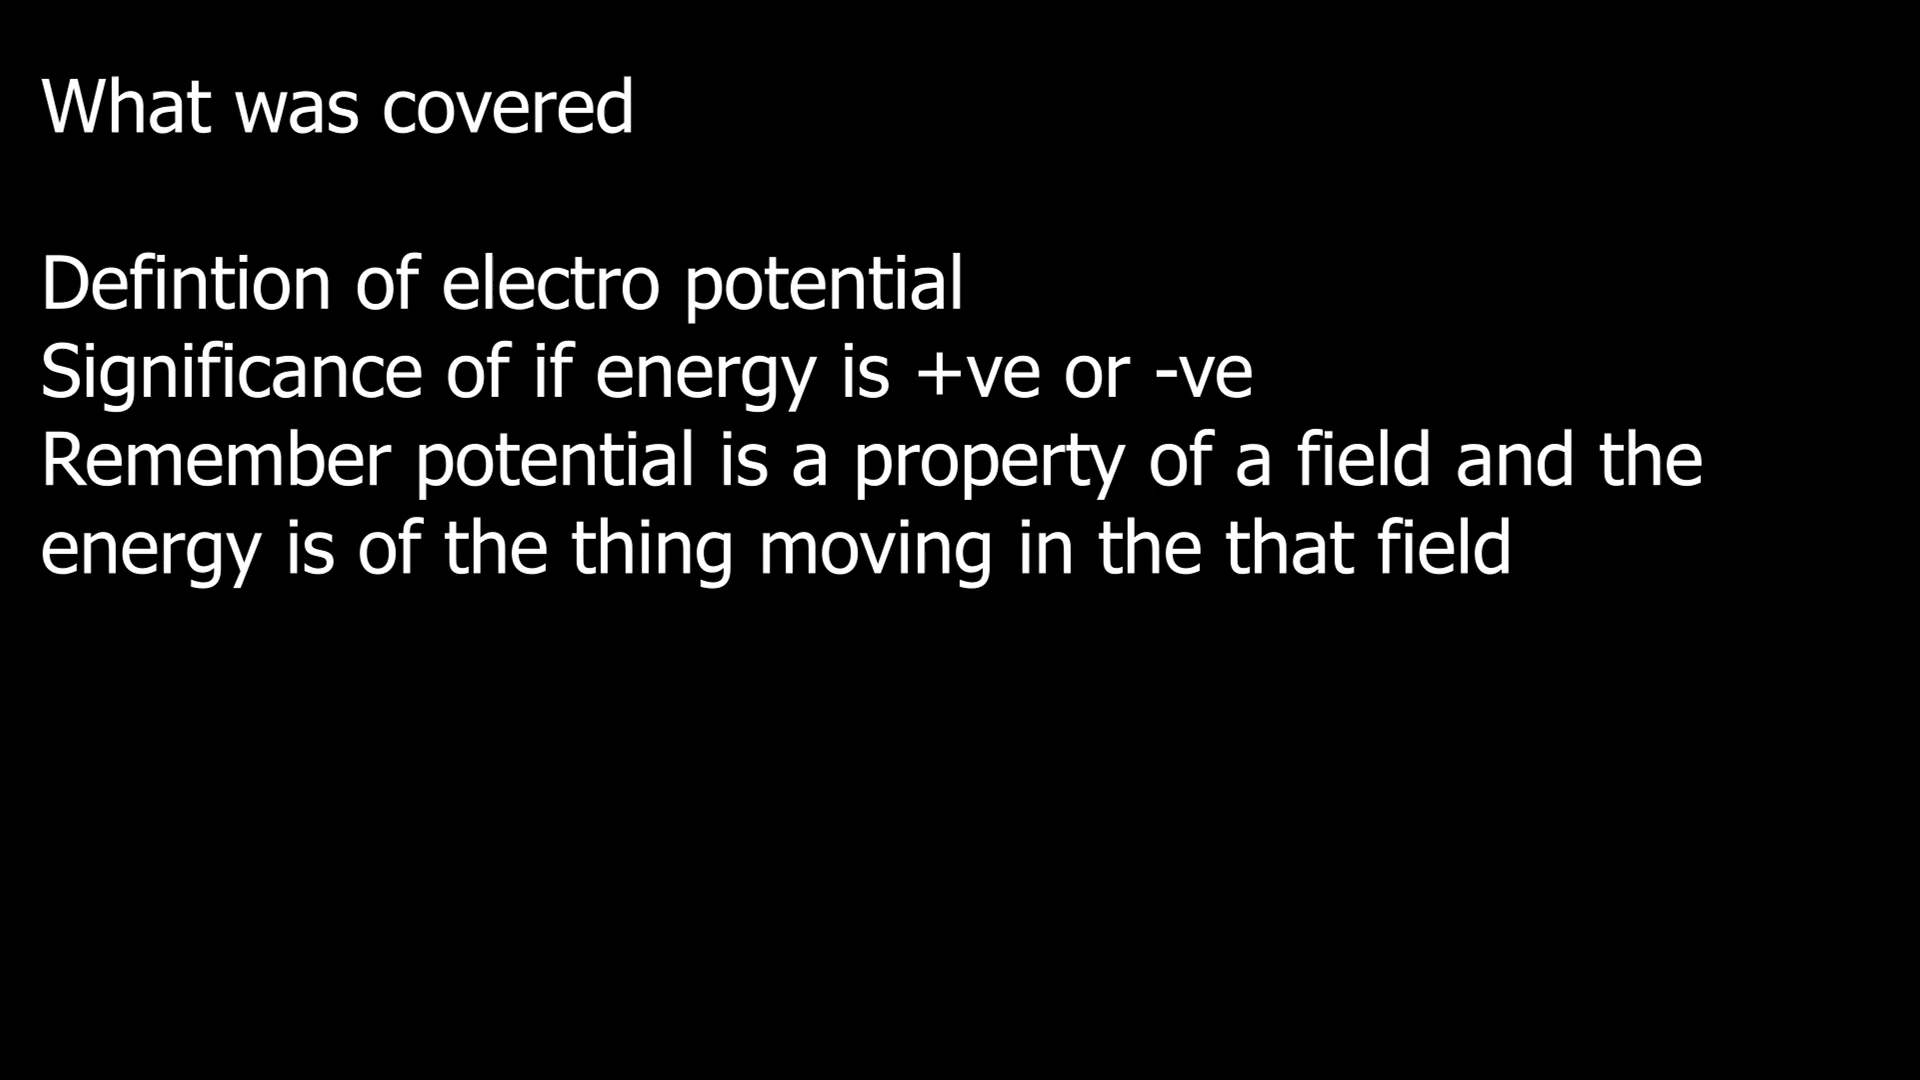 What was covered
Defintion of electro potential
Significance of if energy is +ve or -ve
Remember potential is a property of a field and the
energy is of the thing moving in the that field